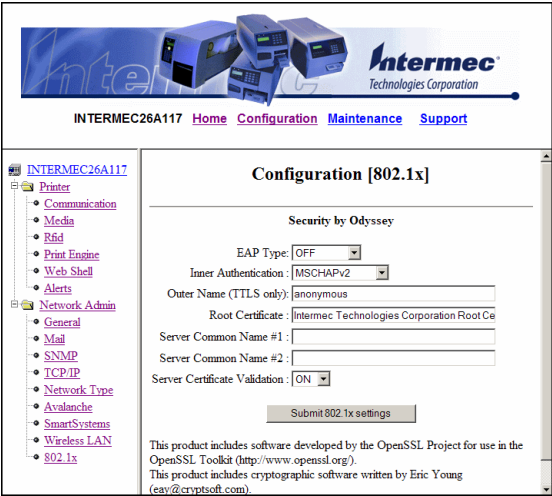 Inte
Intermec
Technologies Corporation
INTERMEC26A117 Home Configuration Maintenance Support
INTERMEC26A117
Printer
Communication
Media
Rfid
Print Engine
Web Shell
Alerts
Network Admin
General
Mail
SNMP
TCP/IP
Network Type
Avalanche
SmartSystems
Wireless LAN
802.1x
Configuration [802.1x]
Security by Odyssey
EAP Type: OFF
Inner Authentication : MSCHAPv2
Outer Name (TTLS only): anonymous
Root Certificate : Intermec Technologies Corporation Root Ce
Server Common Name #1 :
Server Common Name #2 :
Server Certificate Validation : ON
Submit 802.1x settings
This product includes software developed by the OpenSSL Project for use in the
OpenSSL Toolkit (http://www.openssl.org/).
This product includes cryptographic software written by Eric Young
(eay@cryptsoft.com).